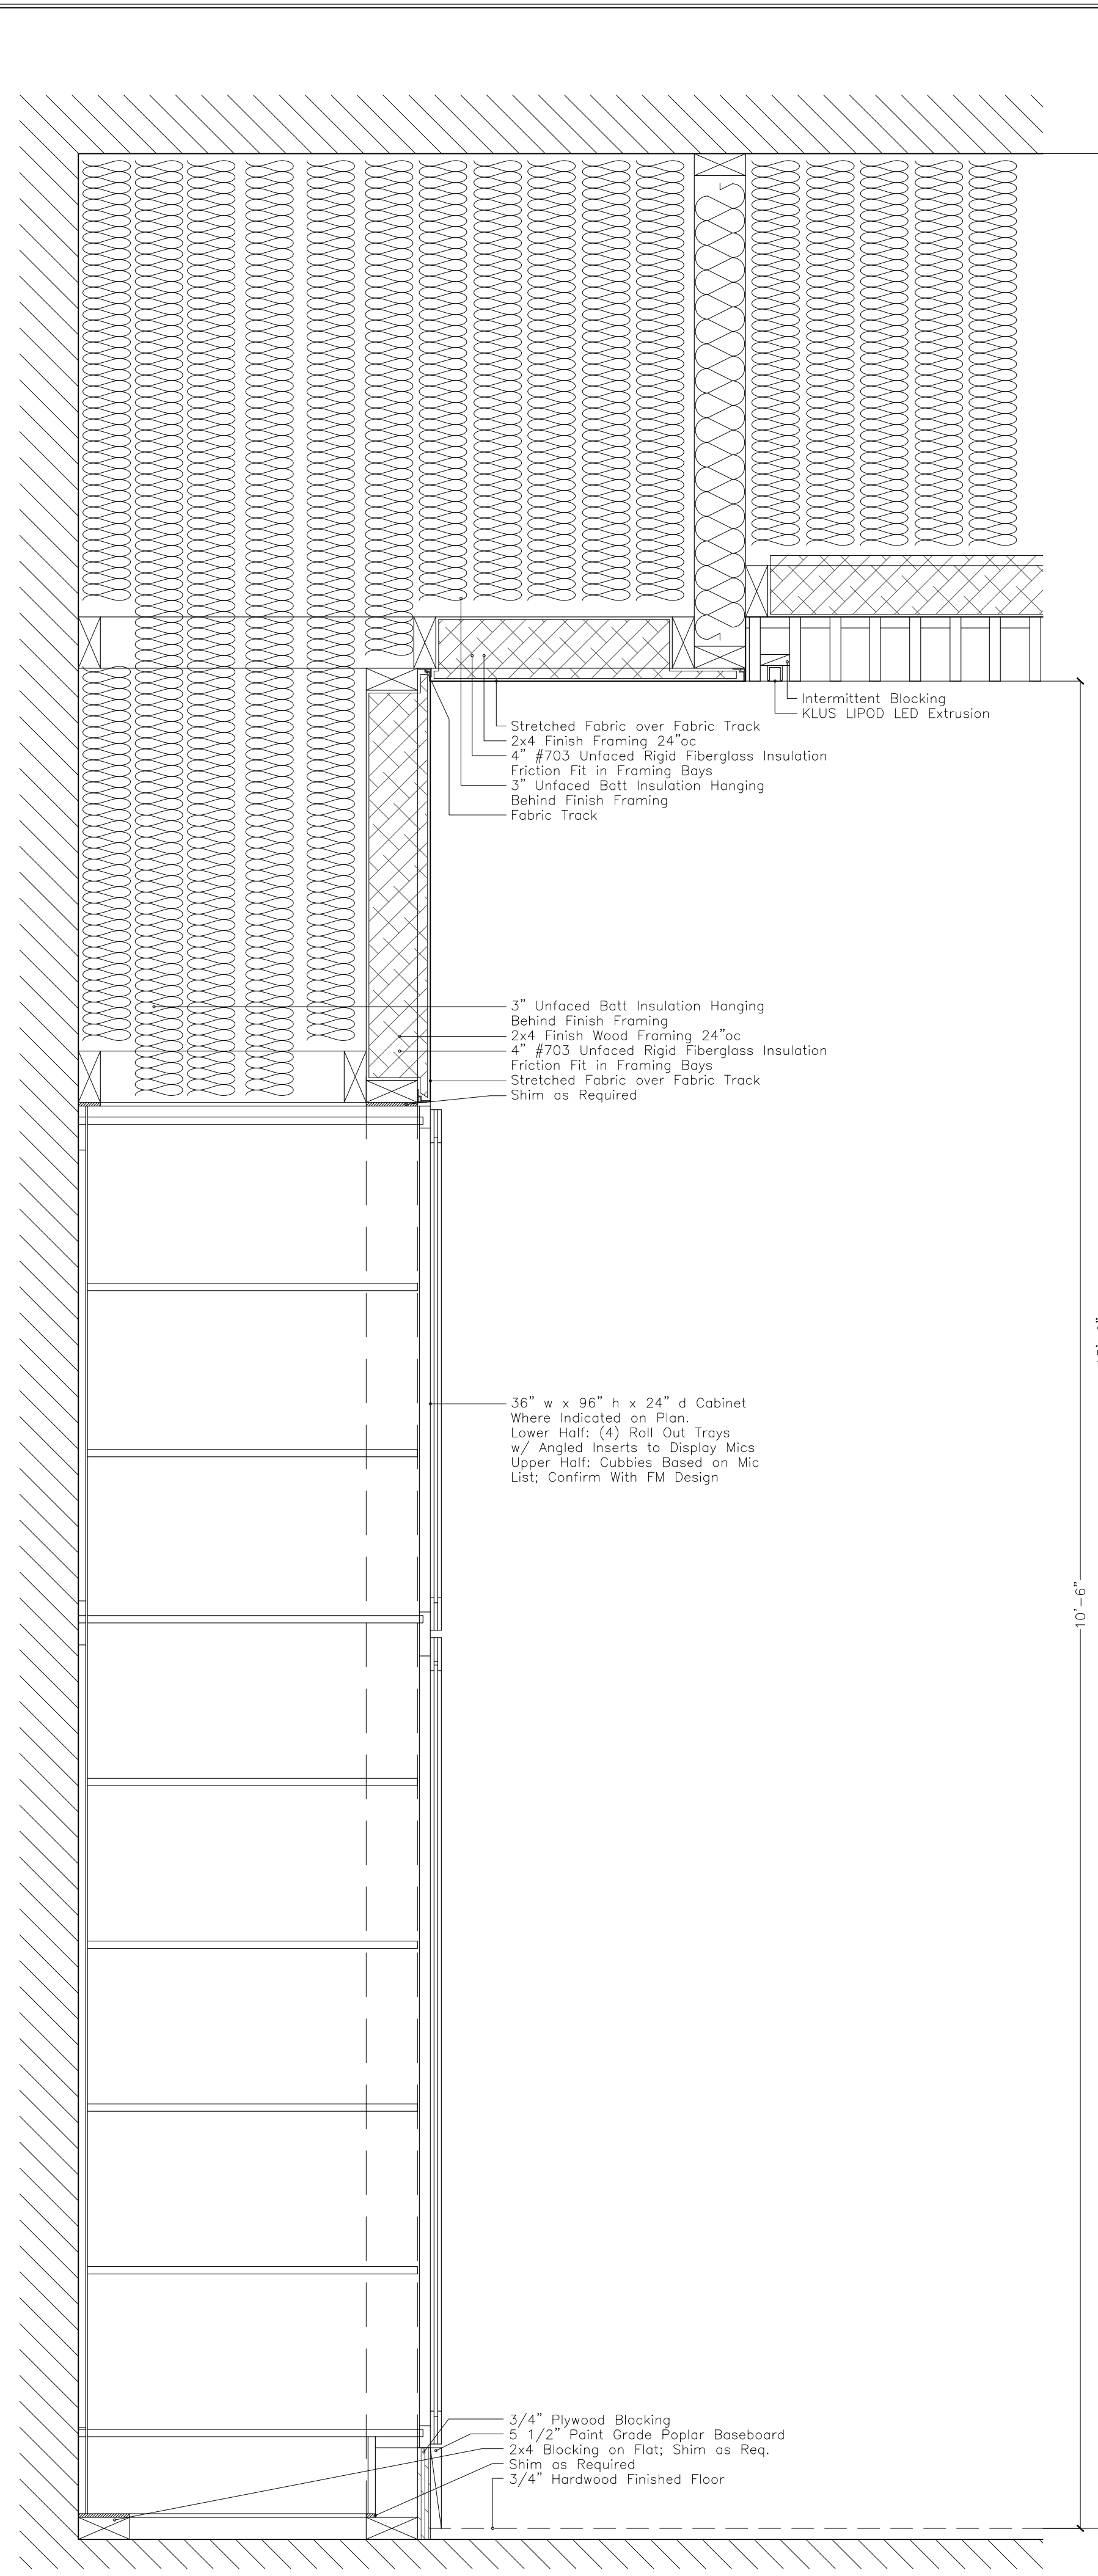 Intermittent Blocking
KLUS LIPOD LED Extrusion
Stretched Fabric over Fabric Track
2x4 Finish Framing 24"oc
4" #703 Unfaced Rigid Fiberglass Insulation
Friction Fit in Framing Bays
3" Unfaced Batt Insulation Hanging
Behind Finish Framing
Fabric Track
3" Unfaced Batt Insulation Hanging
Behind Finish Framing
2x4 Finish Wood Framing 24"oc
4" #703 Unfaced Rigid Fiberglass Insulation
Friction Fit in Framing Bays
Stretched Fabric over Fabric Track
Shim as Required
36" w x 96" h x 24" d Cabinet
Where Indicated on Plan.
Lower Half: (4) Roll Out Trays
w/ Angled Inserts to Display Mics
Upper Half: Cubbies Based on Mic
List; Confirm With FM Design
10'-6"
3/4" Plywood Blocking
5 1/2" Paint Grade Poplar Baseboard
2x4 Blocking on Flat; Shim as Req.
Shim as Required
3/4" Hardwood Finished Floor